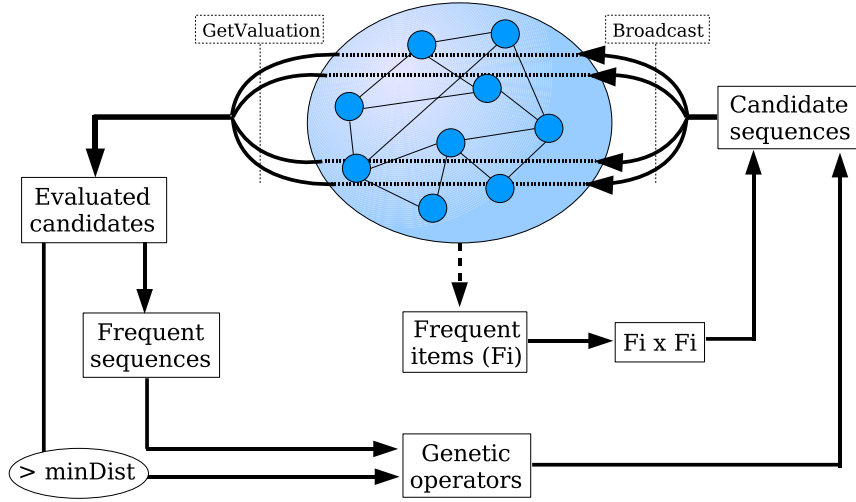 GetValuation
Broadcast
Candidate
sequences
Evaluated
candidates
Frequent
sequences
Frequent
items (Fi)
Fi x Fi
Genetic
operators
> minDist